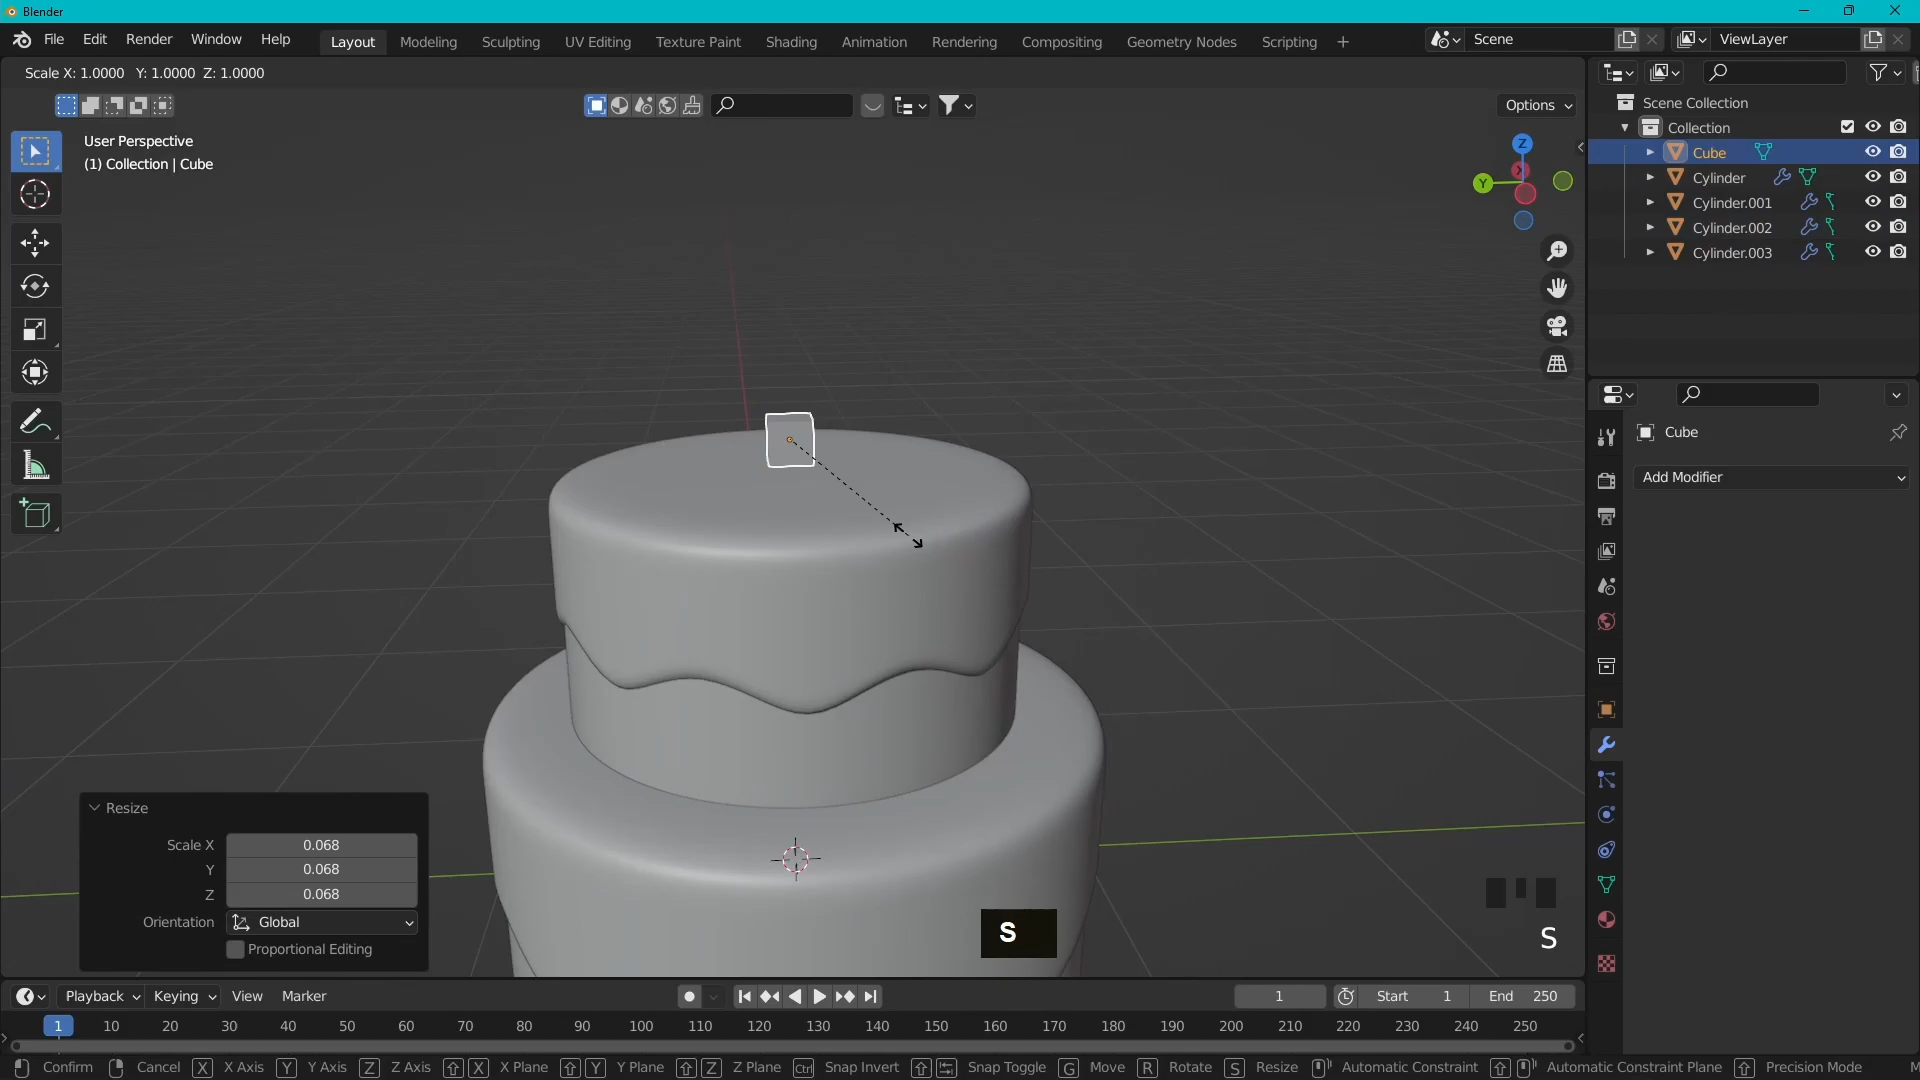 Blender
File Edit Render Window Help Layout Modeling Sculpting UV Editing Texture Paint Shading Animation Rendering Compositing Geometry Nodes Scripting + Scene ViewLayer
Scale X: 1.0000 Y: 1.0000 Z: 1.0000
Options
User Perspective
(1) Collection | Cube
Z
X
Y
Scene Collection
Collection
Cube
Cylinder
Cylinder.001
Cylinder.002
Cylinder.003
Cube
Add Modifier
Resize
Scale X 0.068
Y 0.068
Z 0.068
Orientation Global
Proportional Editing
S
S
Playback Keying View Marker 1 Start 1 End 250
1 10 20 30 40 50 60 70 80 90 100 110 120 130 140 150 160 170 180 190 200 210 220 230 240 250
Confirm Cancel X X Axis Y Y Axis Z Z Axis X X Plane Y Y Plane Z Z Plane Ctrl Snap Invert Snap Toggle G Move R Rotate S Resize Automatic Constraint Automatic Constraint Plane Precision Mode M